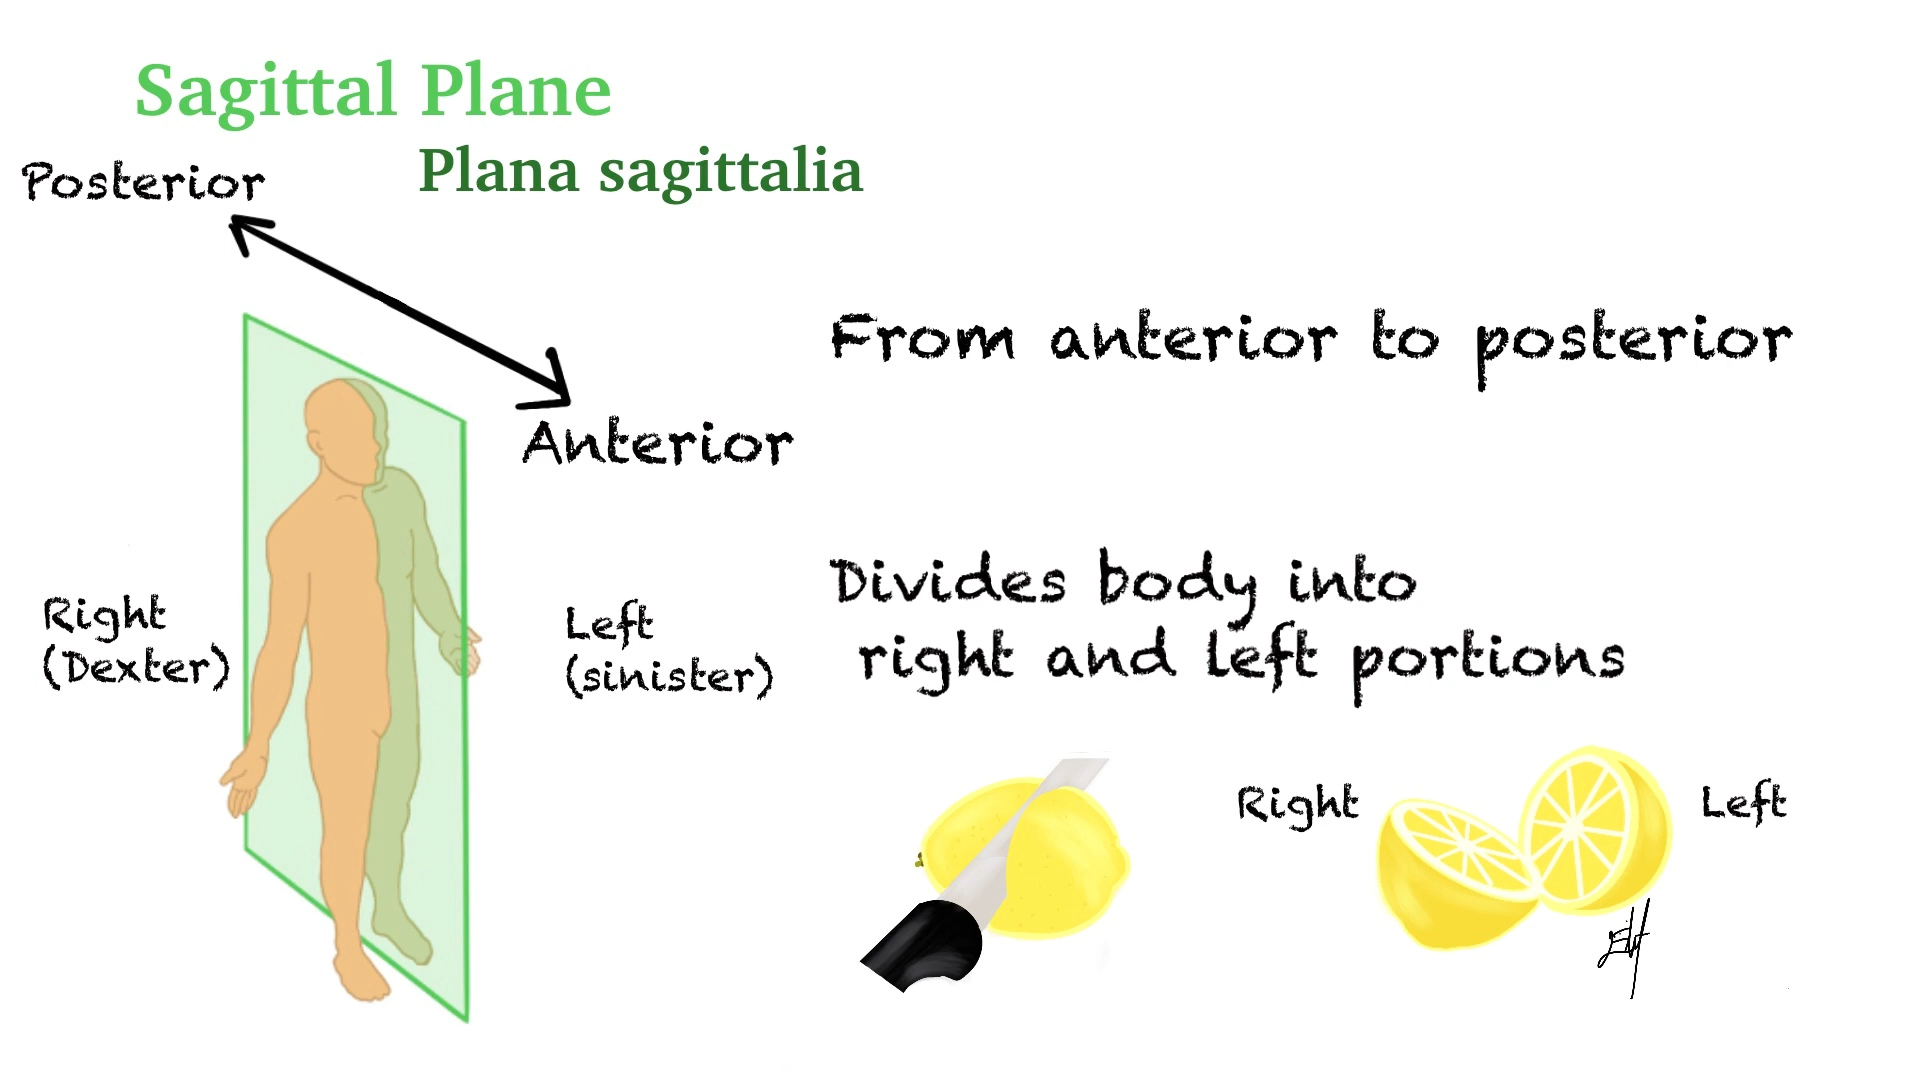 Sagittal Plane
Plana sagittalia
Posterior
Anterior
From anterior to posterior
Right
(Dexter)
Left
(sinister)
Divides body into
right and left portions
Right
Left